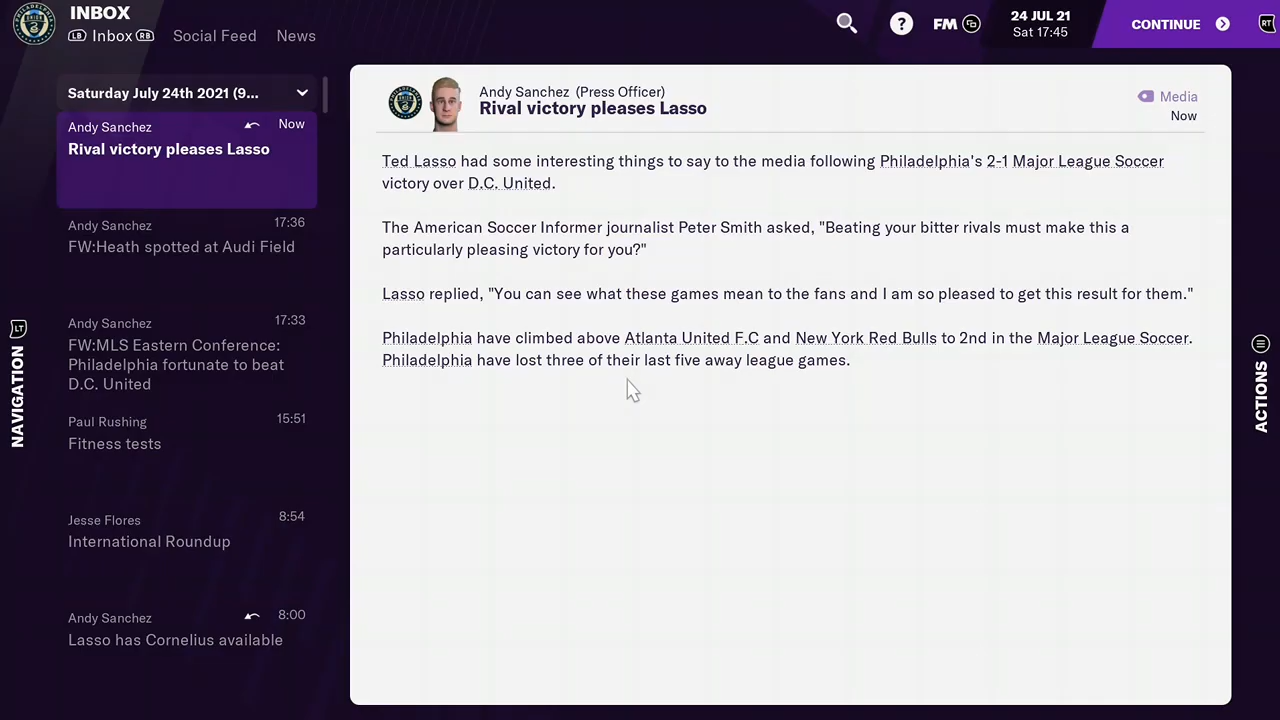 INBOX
LB Inbox RB
Social Feed
News
FM
24 JUL 21
Sat 17:45
CONTINUE
RT
Saturday July 24th 2021 (9...
Andy Sanchez
Now
Rival victory pleases Lasso
Andy Sanchez
17:36
FW:Heath spotted at Audi Field
Andy Sanchez
17:33
FW:MLS Eastern Conference:
Philadelphia fortunate to beat
D.C. United
Paul Rushing
15:51
Fitness tests
Jesse Flores
8:54
International Roundup
Andy Sanchez
8:00
Lasso has Cornelius available
LT
NAVIGATION
Andy Sanchez (Press Officer)
Rival victory pleases Lasso
Media
Now
Ted Lasso had some interesting things to say to the media following Philadelphia's 2-1 Major League Soccer
victory over D.C. United.
The American Soccer Informer journalist Peter Smith asked, "Beating your bitter rivals must make this a
particularly pleasing victory for you?"
Lasso replied, "You can see what these games mean to the fans and I am so pleased to get this result for them."
Philadelphia have climbed above Atlanta United F.C and New York Red Bulls to 2nd in the Major League Soccer.
Philadelphia have lost three of their last five away league games.
ACTIONS